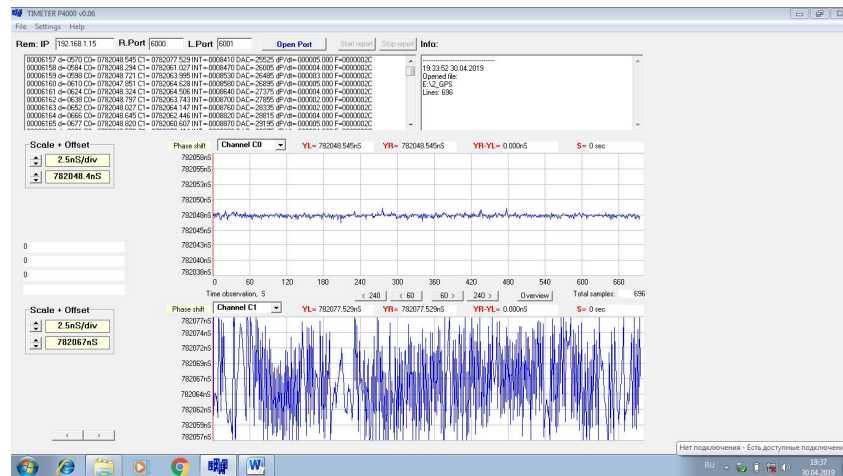 TIMETER P4000 v0.06
File Settings Help
Rem: IP 192.168.1.15 R.Port 6000 L.Port 6001 Open Port Start report Stop report Info:
00006157 d=-0570 C0= 0782048.545 C1= 0782077.529 INT=-0008410 DAC=-25525 dP/dt=-000005.000 F=0000002C
00006158 d=-0584 C0= 0782048.294 C1= 0782061.027 INT=-0008470 DAC=-26005 dP/dt=-000004.000 F=0000002C
00006159 d=-0598 C0= 0782048.721 C1= 0782063.995 INT=-0008530 DAC=-26485 dP/dt=-000003.000 F=0000002C
00006160 d=-0610 C0= 0782047.851 C1= 0782064.628 INT=-0008580 DAC=-26895 dP/dt=-000005.000 F=0000002C
00006161 d=-0624 C0= 0782048.324 C1= 0782064.506 INT=-0008640 DAC=-27375 dP/dt=-000004.000 F=0000002C
00006162 d=-0638 C0= 0782048.797 C1= 0782063.743 INT=-0008700 DAC=-27855 dP/dt=-000004.000 F=0000002C
00006163 d=-0652 C0= 0782048.027 C1= 0782064.147 INT=-0008760 DAC=-28335 dP/dt=-000002.000 F=0000002C
00006164 d=-0666 C0= 0782048.645 C1= 0782062.446 INT=-0008820 DAC=-28815 dP/dt=-000004.000 F=0000002C
00006165 d=-0677 C0= 0782048.820 C1= 0782060.607 INT=-0008870 DAC=-29195 dP/dt=-000005.000 F=0000002C
19:33:52 30.04.2019
Opened file:
E:\2_GPS
Lines: 696
Scale + Offset
2.5nS/div
782048.4nS
Phase shift Channel C0 YL= 782048.545nS YR= 782048.545nS YR-YL= 0.000nS S= 0 sec
782058nS
782055nS
782053nS
782050nS
782048nS
782045nS
782043nS
782040nS
782038nS
0
0
0
0 60 120 180 240 300 360 420 480 540 600 660
Time observation, S < 240 < 60 60 > 240 > Overview Total samples: 696
Scale + Offset
2.5nS/div
782067nS
Phase shift Channel C1 YL= 782077.529nS YR= 782077.529nS YR-YL= 0.000nS S= 0 sec
782077nS
782074nS
782072nS
782069nS
782067nS
782064nS
782062nS
782059nS
782057nS
Нет подключения - Есть доступные подключени
RU
19:37
30.04.2019